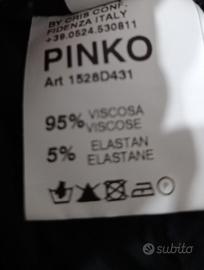 BY CRIS CONF.
FIDENZA ITALY
+39.0524.530811
PINKO
Art 1528D431
95% VISCOSA
VISCOSE
5% ELASTAN
ELASTANE
subito